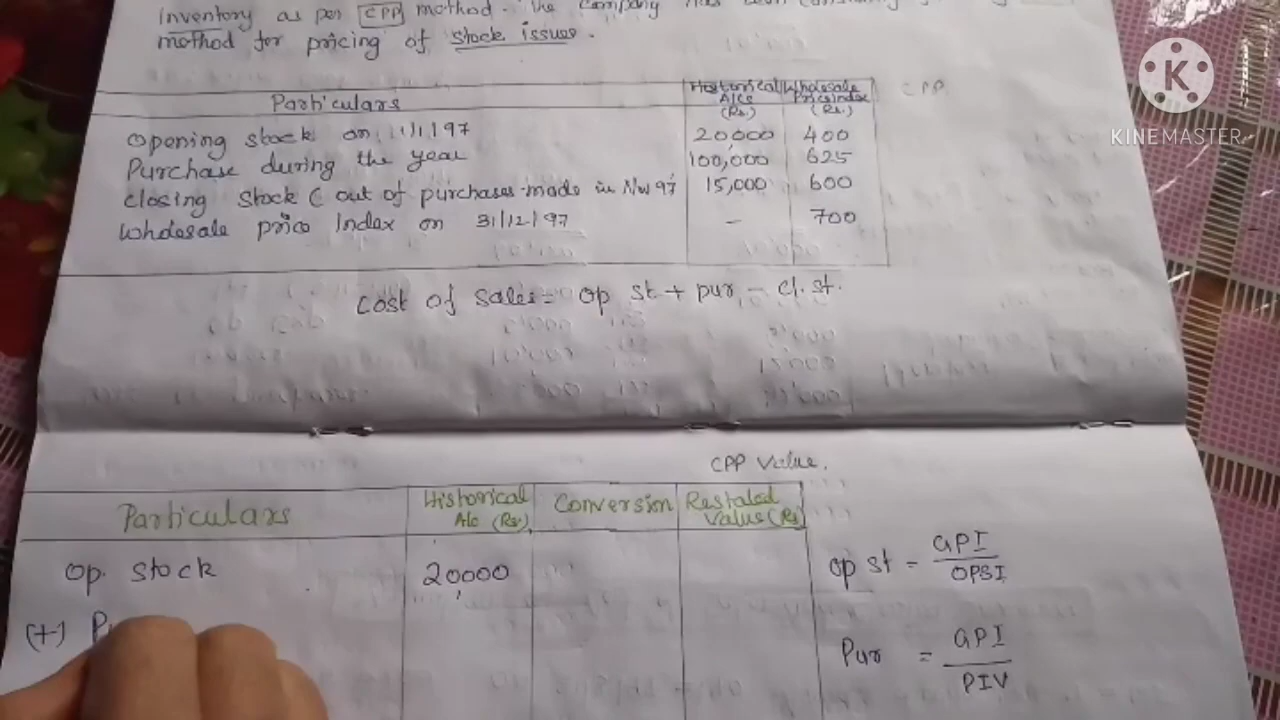 inventory as per CPP method. The Company
method for pricing of stock issues.
Particulars Historical A/Cs (Rs.) Wholesale Price Index (Rs.) CPP
Opening stock on 1/1/97 20000 400
Purchase during the year 100,000 625
closing stock ( out of purchases made in Nov 97 15,000 600
Wholesale price Index on 31/12/97 - 700
Cost of Sales = Op st + pur - cl. st.
CPP Value.
Particulars Historical A/c (Rs) Conversion Restated Value (Rs)
Op. Stock 20000
Op st =
OPSI
(+)
Pur =
PIV
K
KINEMASTER